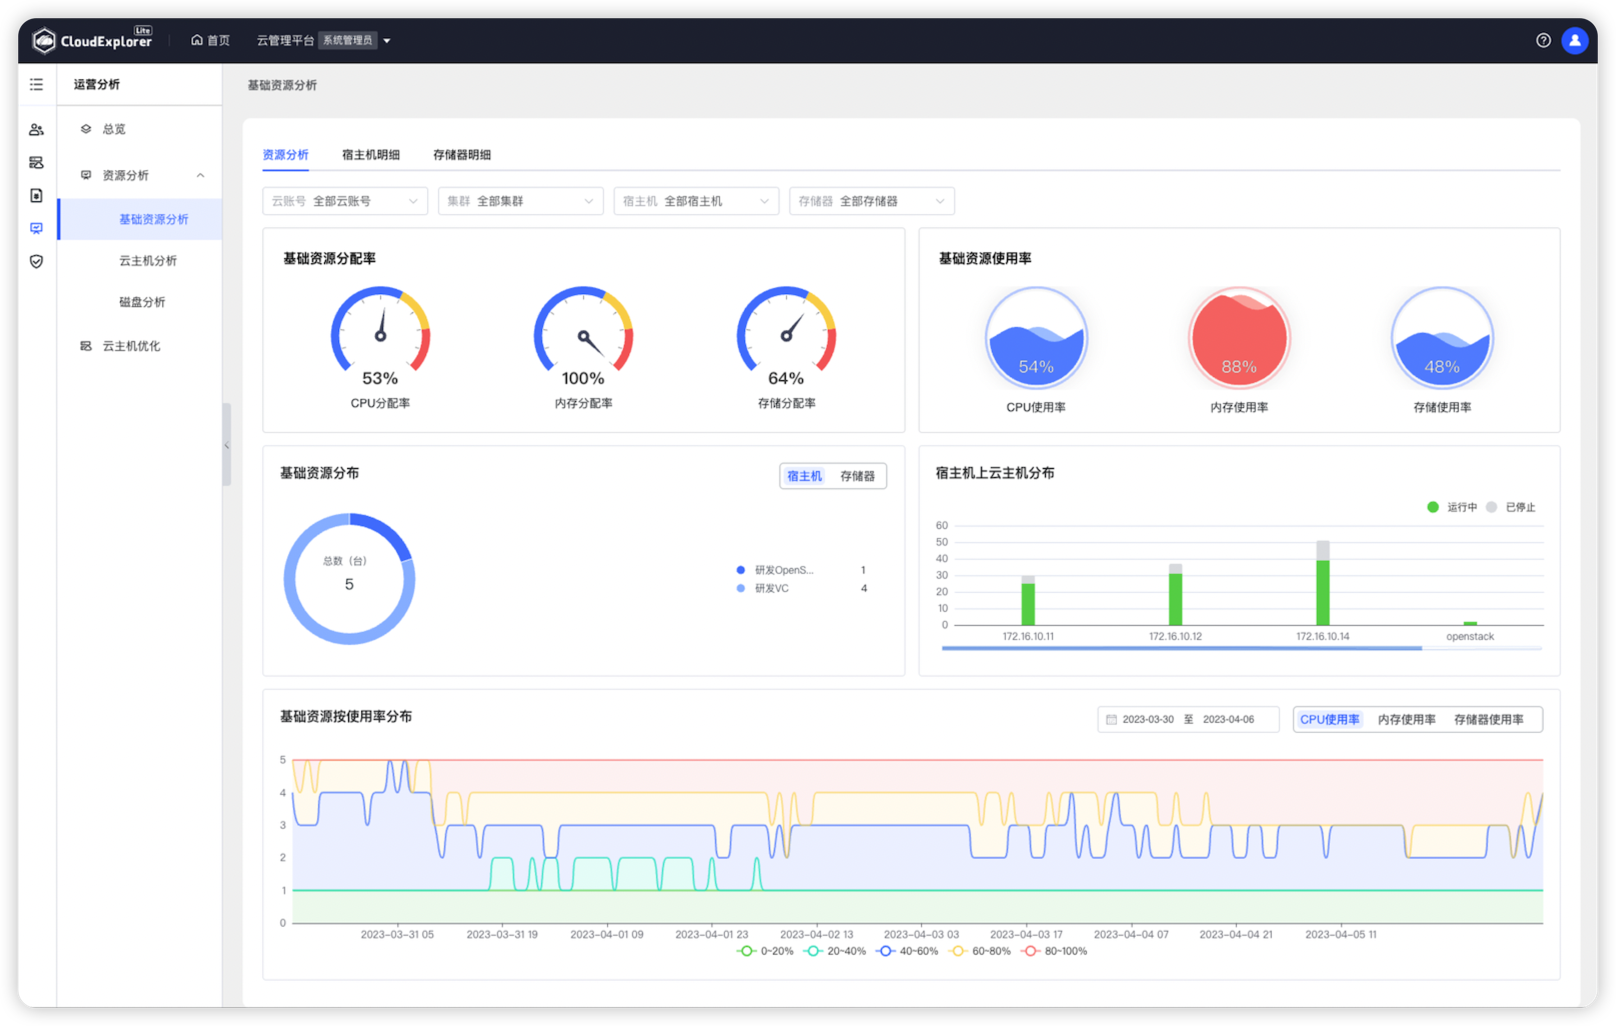 CloudExplorer Lite
首页
云管理平台 系统管理员
运营分析
总览
资源分析
基础资源分析
云主机分析
磁盘分析
云主机优化
基础资源分析
资源分析 宿主机明细 存储器明细
云账号 全部云账号 集群 全部集群 宿主机 全部宿主机 存储器 全部存储器
基础资源分配率
53% 100% 64%
CPU分配率 内存分配率 存储分配率
基础资源使用率
54% 88% 48%
CPU使用率 内存使用率 存储使用率
基础资源分布
宿主机 存储器
总数（台）
5
研发OpenS... 1
研发VC 4
宿主机上云主机分布
运行中 已停止
60
50
40
30
20
10
0
172.16.10.11 172.16.10.12 172.16.10.14 openstack
基础资源按使用率分布
2023-03-30 至 2023-04-06
CPU使用率 内存使用率 存储器使用率
5
4
3
2
1
0
2023-03-31 05 2023-03-31 19 2023-04-01 09 2023-04-01 23 2023-04-02 13 2023-04-03 03 2023-04-03 17 2023-04-04 07 2023-04-04 21 2023-04-05 11
0~20% 20~40% 40~60% 60~80% 80~100%